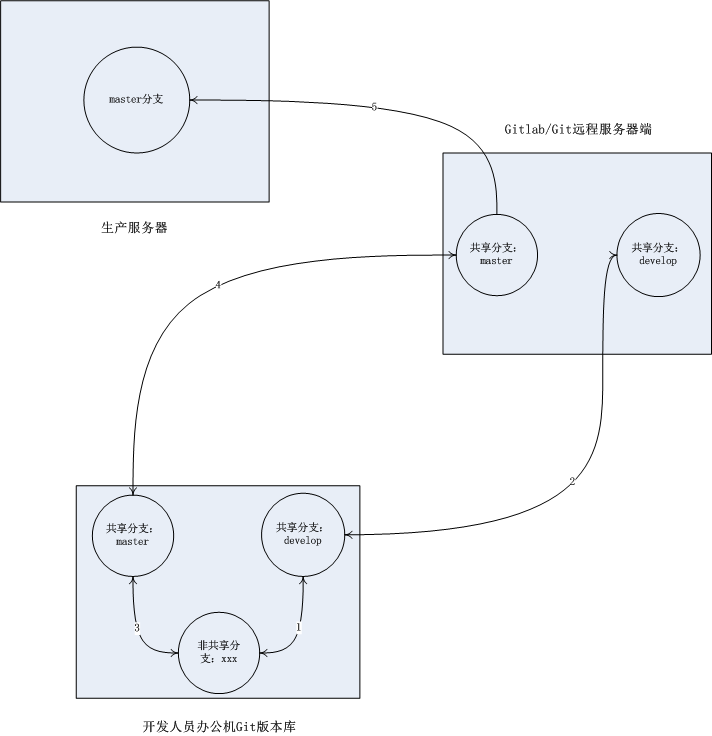 master分支
5
Gitlab/Git远程服务器端
生产服务器
共享分支：
master
共享分支：
develop
4
2
共享分支：
master
共享分支：
develop
3
1
非共享分
支：xxx
开发人员办公机Git版本库